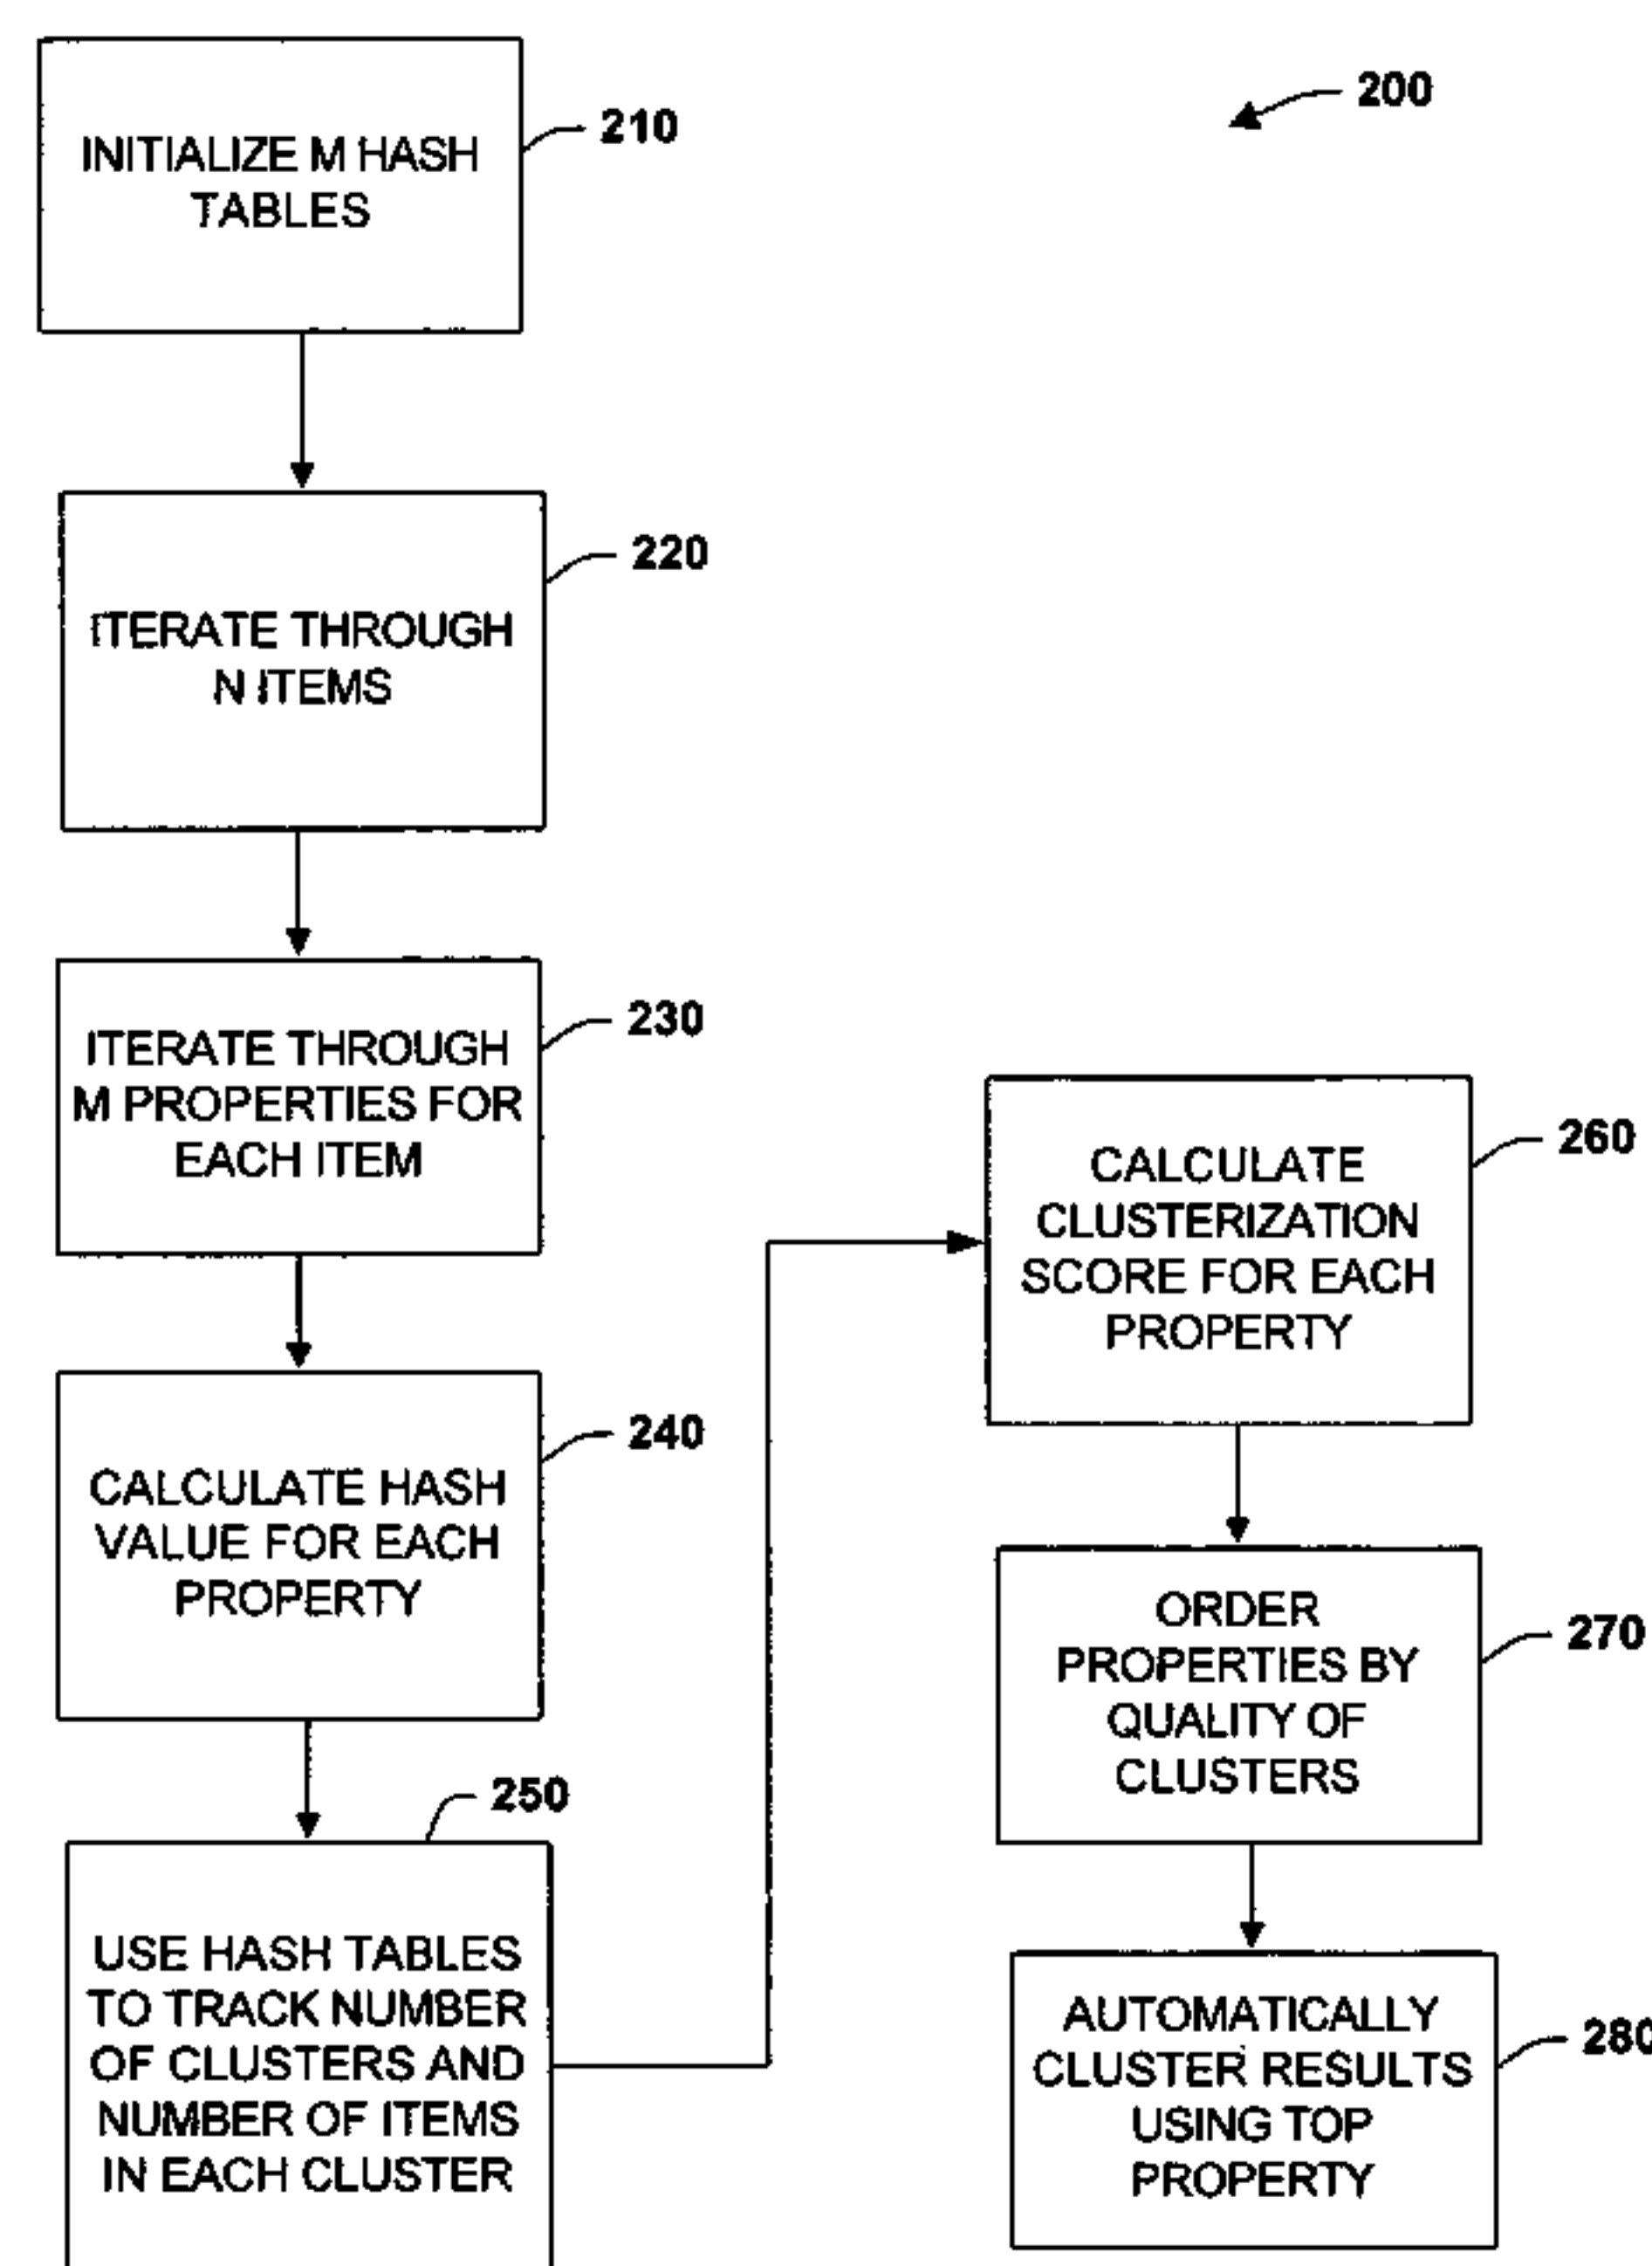 200
INITIALIZE M HASH
TABLES
210
ITERATE THROUGH
N ITEMS
220
ITERATE THROUGH
M PROPERTIES FOR
EACH ITEM
230
CALCULATE HASH
VALUE FOR EACH
PROPERTY
240
USE HASH TABLES
TO TRACK NUMBER
OF CLUSTERS AND
NUMBER OF ITEMS
IN EACH CLUSTER
250
CALCULATE
CLUSTERIZATION
SCORE FOR EACH
PROPERTY
260
ORDER
PROPERTIES BY
QUALITY OF
CLUSTERS
270
AUTOMATICALLY
CLUSTER RESULTS
USING TOP
PROPERTY
280